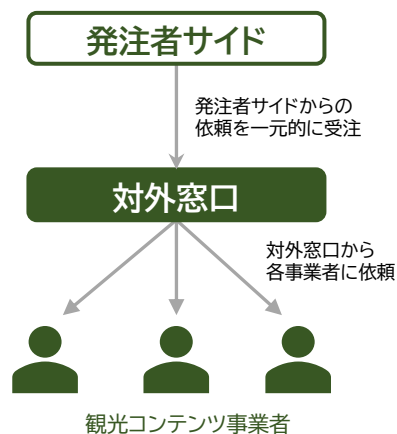 発注者サイド
発注者サイドからの
依頼を一元的に受注
対外窓口
対外窓口から
各事業者に依頼
観光コンテンツ事業者